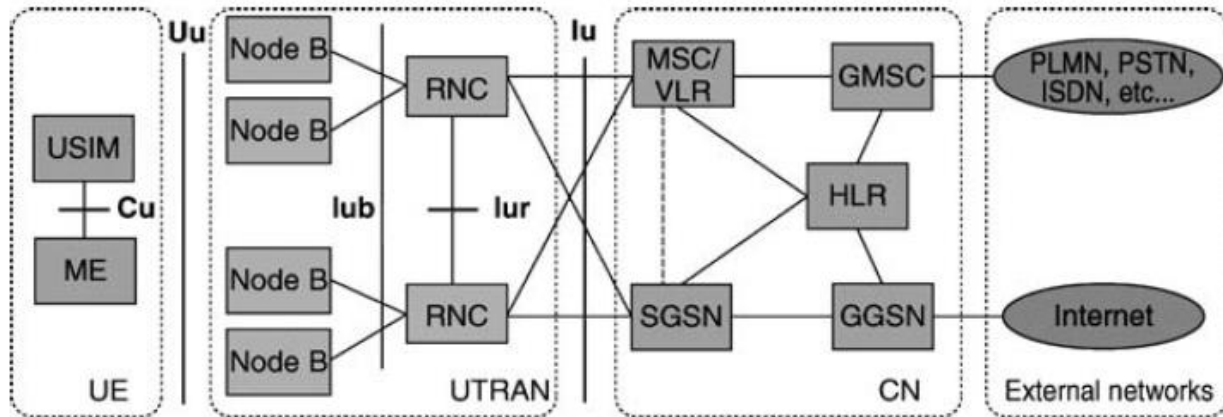 Uu
Iu
Node B
Node B
RNC
MSC/
VLR
GMSC
PLMN, PSTN,
ISDN, etc...
USIM
Cu
ME
Iub
Iur
HLR
Node B
Node B
RNC
SGSN
GGSN
Internet
UE
UTRAN
CN
External networks